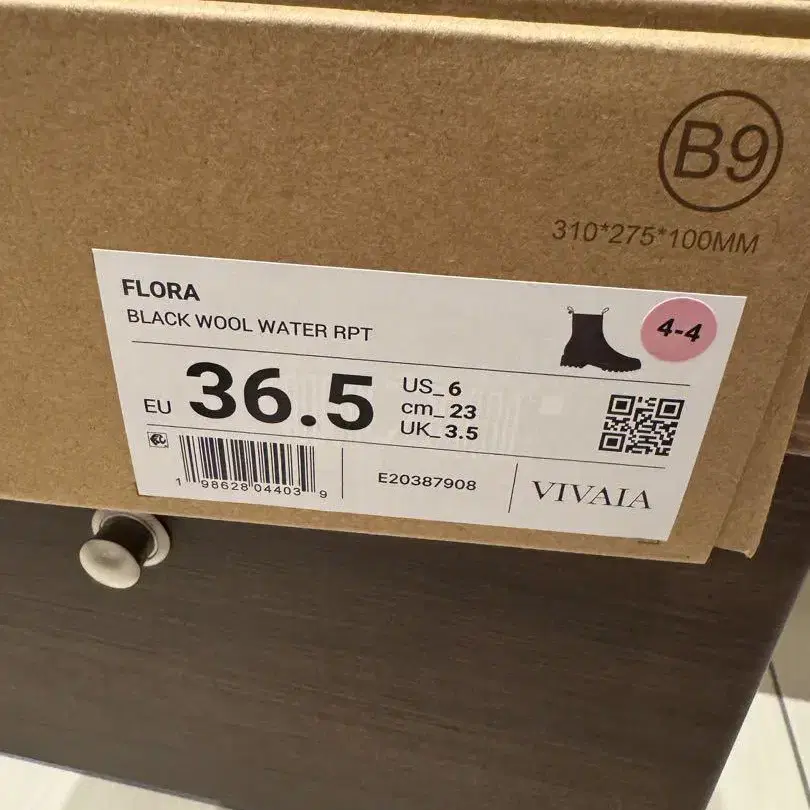 B9
310*275*100MM
FLORA
BLACK WOOL WATER RPT
4-4
EU 36.5
US_6
cm_23
UK_3.5
1 98628 04403 9
E20387908
VIVAIA